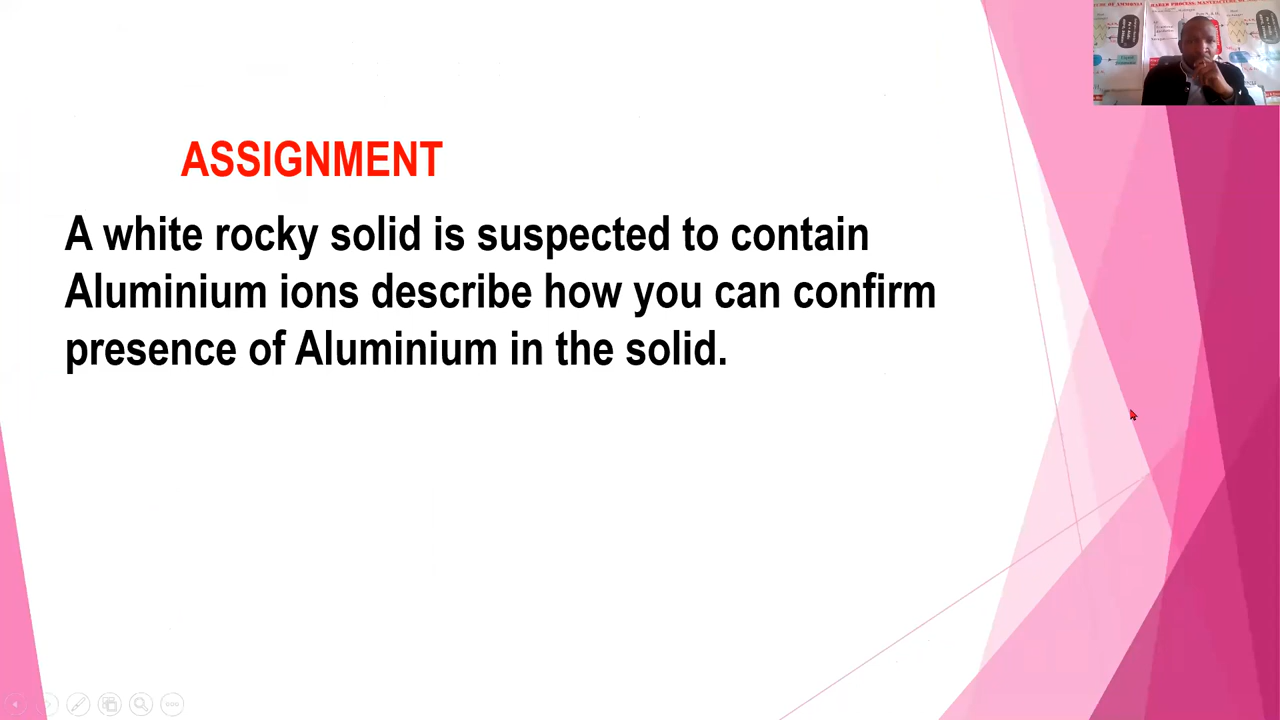 ASSIGNMENT
A white rocky solid is suspected to contain
Aluminium ions describe how you can confirm
presence of Aluminium in the solid.